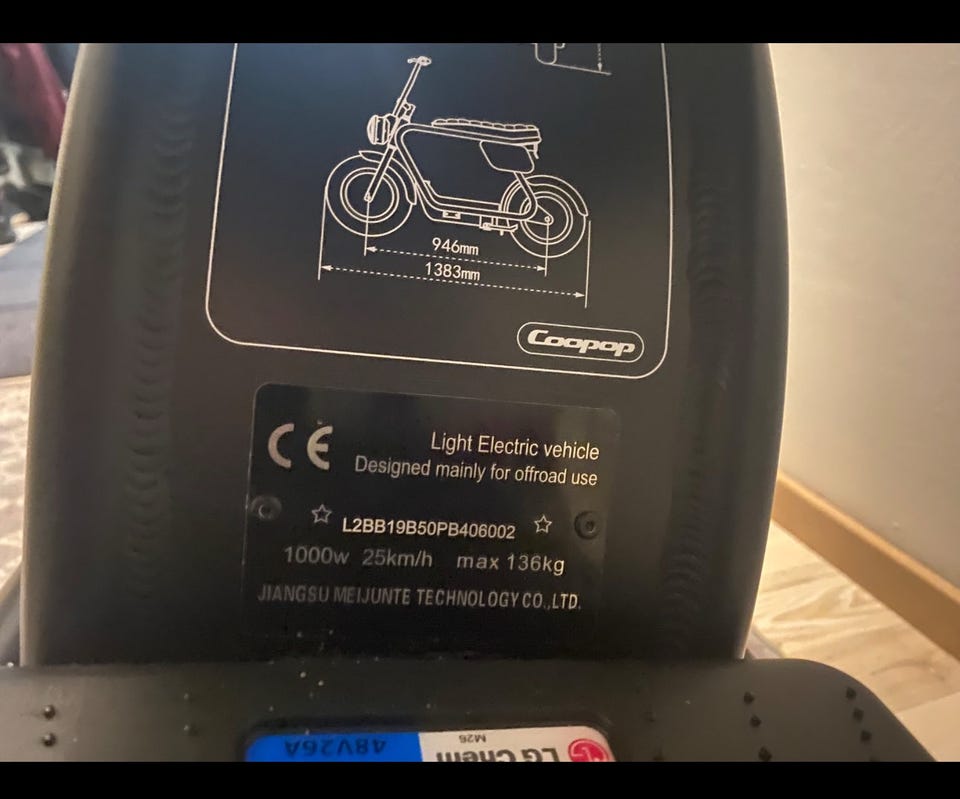 946mm
1383mm
Coopop
CE
Light Electric vehicle
Designed mainly for offroad use
☆ L2BB19B50PB406002 ☆
1000w 25km/h max 136kg
JIANGSU MEIJUNTE TECHNOLOGY CO.,LTD.
LG Chem M26 48V26A